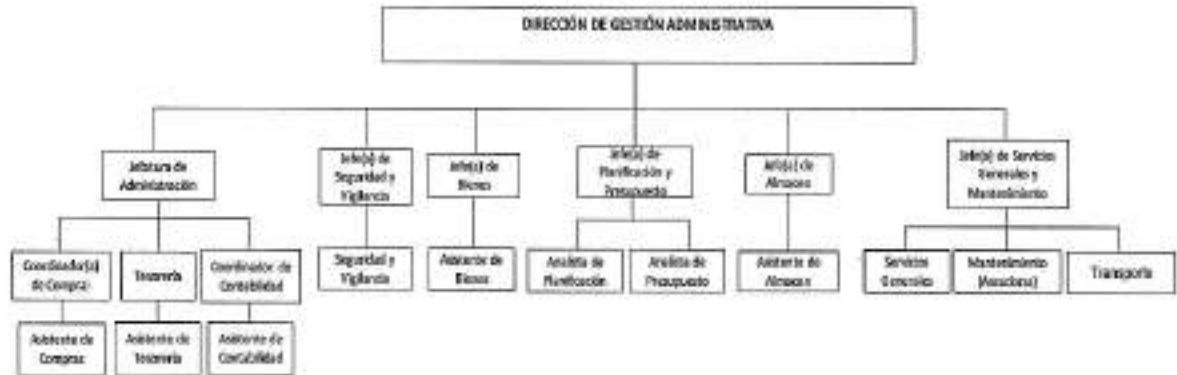 DIRECCIÓN DE GESTIÓN ADMINISTRATIVA
Jefatura de
Administración
Jefe(a) de
Seguridad y
Vigilancia
Jefe(a) de
Bienes
Jefe(a) de
Planificación y
Presupuesto
Jefe(a) de
Almacen
Jefe(a) de Servicios
Generales y
Mantenimiento
Coordinador(a)
de Compras
Tesorería
Coordinador de
Contabilidad
Seguridad y
Vigilancia
Asistente de
Bienes
Analista de
Planificación
Analista de
Presupuesto
Asistente de
Almacen
Servicios
Generales
Mantenimiento
Transporte
Asistente de
Compras
Asistente de
Tesorería
Asistente de
Contabilidad